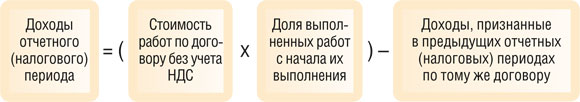 Доходы
отчетного
(налогового)
периода
= (
Стоимость
работ по дого-
вору без учета
НДС
х
Доля выпол-
ненных работ
с начала их
выполнения
) –
Доходы, признанные
в предыдущих отчетных
(налоговых) периодах
по тому же договору